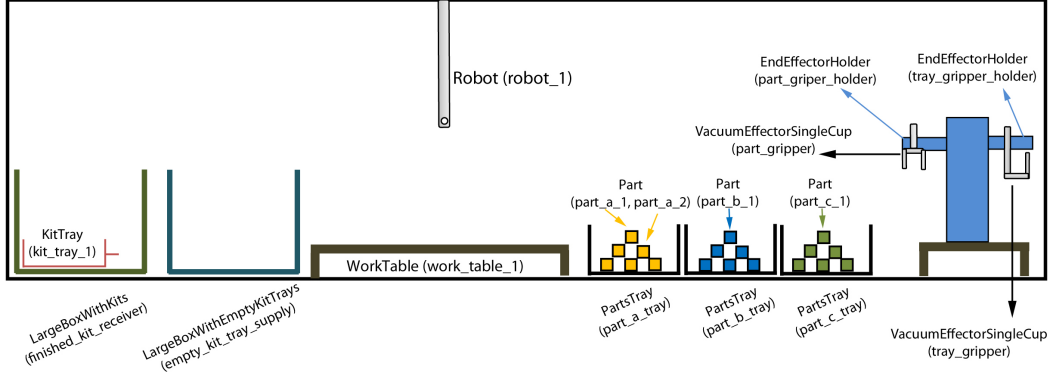 EndEffectorHolder
(part_griper_holder)
EndEffectorHolder
(tray_gripper_holder)
Robot (robot_1)
VacuumEffectorSingleCup
(part_gripper)
Part
(part_a_1, part_a_2)
Part
(part_b_1)
Part
(part_c_1)
KitTray
(kit_tray_1)
WorkTable (work_table_1)
LargeBoxWithKits
(finished_kit_receiver)
LargeBoxWithEmptyKitTrays
(empty_kit_tray_supply)
PartsTray
(part_a_tray)
PartsTray
(part_b_tray)
PartsTray
(part_c_tray)
VacuumEffectorSingleCup
(tray_gripper)